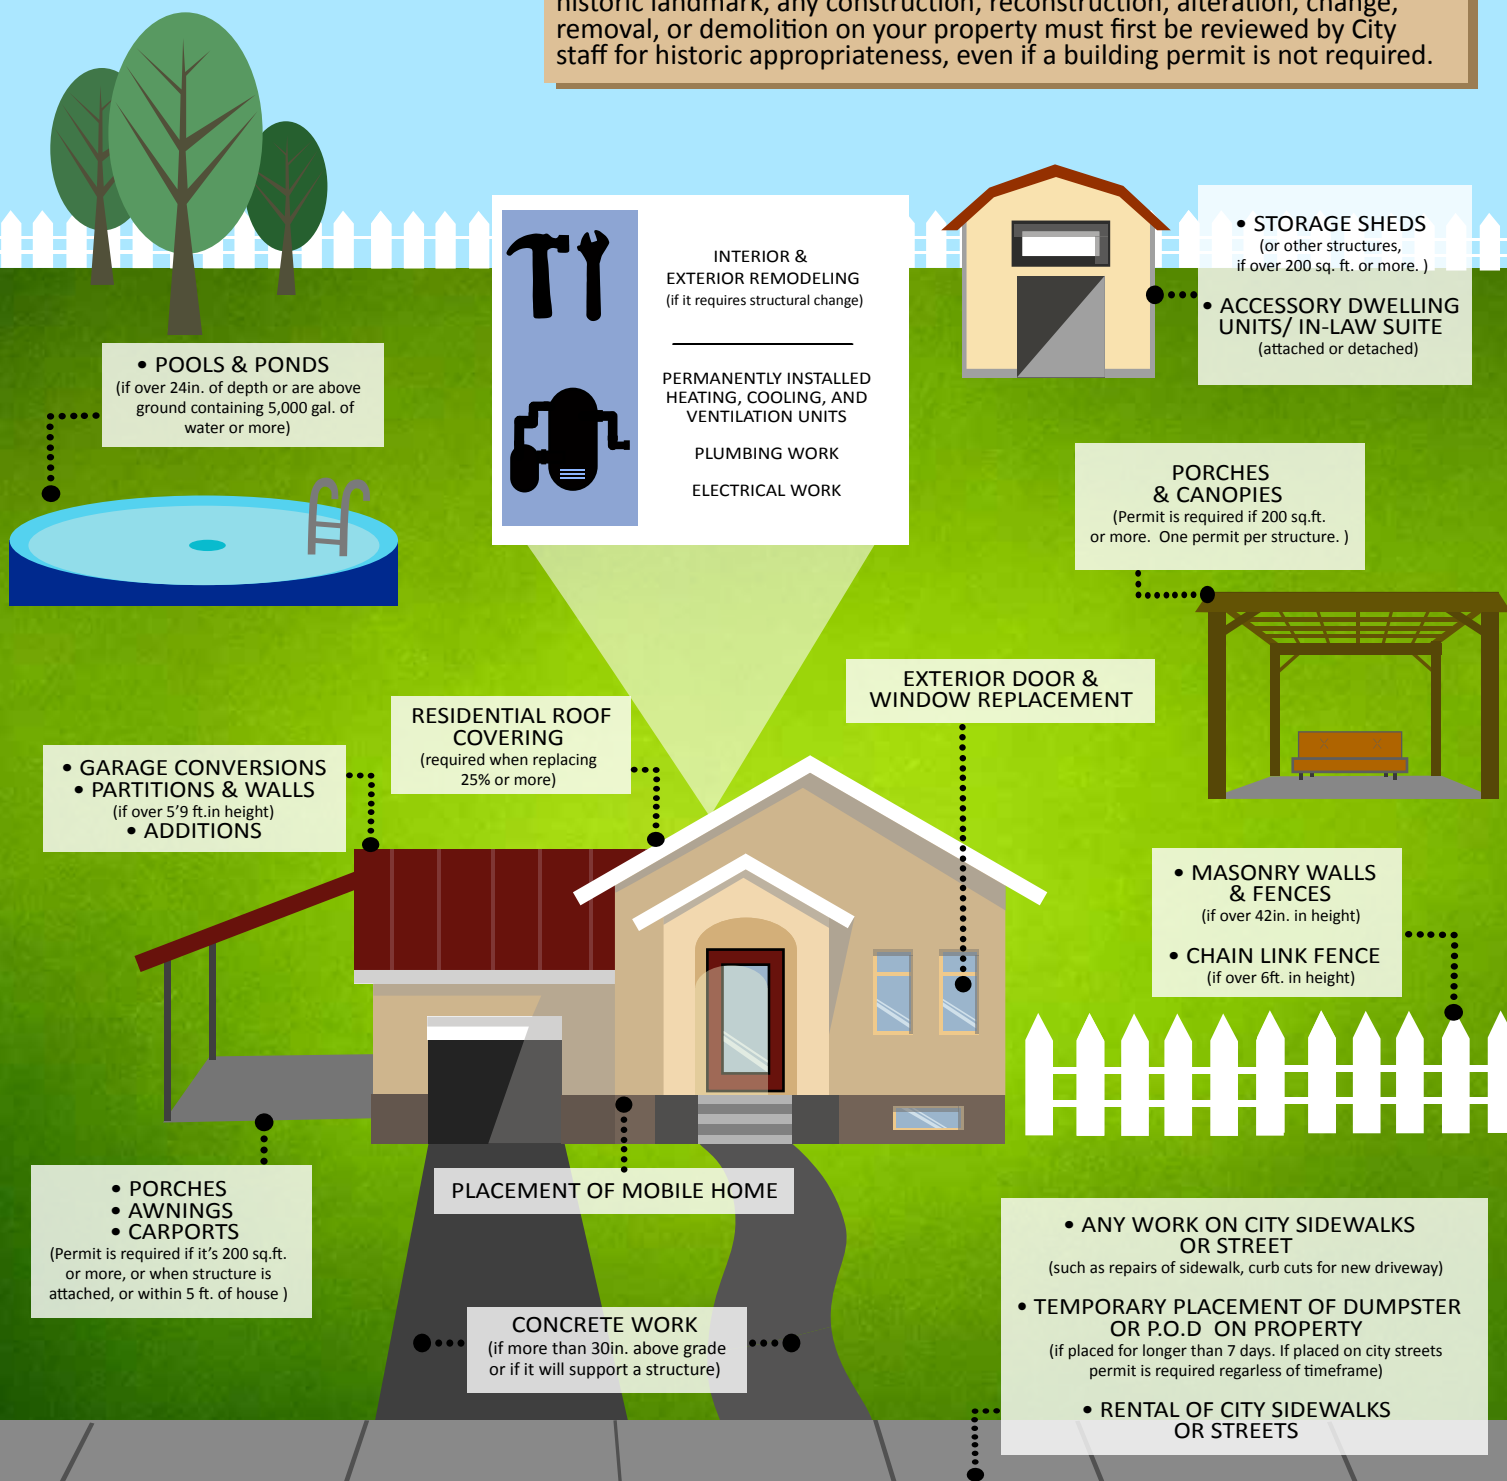 historic landmark, any construction, reconstruction, alteration, change,
removal, or demolition on your property must first be reviewed by City
staff for historic appropriateness, even if a building permit is not required.
INTERIOR &
EXTERIOR REMODELING
(if it requires structural change)
PERMANENTLY INSTALLED
HEATING, COOLING, AND
VENTILATION UNITS
PLUMBING WORK
ELECTRICAL WORK
• STORAGE SHEDS
(or other structures,
if over 200 sq. ft. or more. )
• ACCESSORY DWELLING
UNITS/ IN-LAW SUITE
(attached or detached)
• POOLS & PONDS
(if over 24in. of depth or are above
ground containing 5,000 gal. of
water or more)
PORCHES
& CANOPIES
(Permit is required if 200 sq.ft.
or more. One permit per structure. )
EXTERIOR DOOR &
WINDOW REPLACEMENT
RESIDENTIAL ROOF
COVERING
(required when replacing
25% or more)
• GARAGE CONVERSIONS
• PARTITIONS & WALLS
(if over 5’9 ft.in height)
• ADDITIONS
• MASONRY WALLS
& FENCES
(if over 42in. in height)
• CHAIN LINK FENCE
(if over 6ft. in height)
• PORCHES
• AWNINGS
• CARPORTS
(Permit is required if it’s 200 sq.ft.
or more, or when structure is
attached, or within 5 ft. of house )
PLACEMENT OF MOBILE HOME
CONCRETE WORK
(if more than 30in. above grade
or if it will support a structure)
• ANY WORK ON CITY SIDEWALKS
OR STREET
(such as repairs of sidewalk, curb cuts for new driveway)
• TEMPORARY PLACEMENT OF DUMPSTER
OR P.O.D ON PROPERTY
(if placed for longer than 7 days. If placed on city streets
permit is required regarless of timeframe)
• RENTAL OF CITY SIDEWALKS
OR STREETS